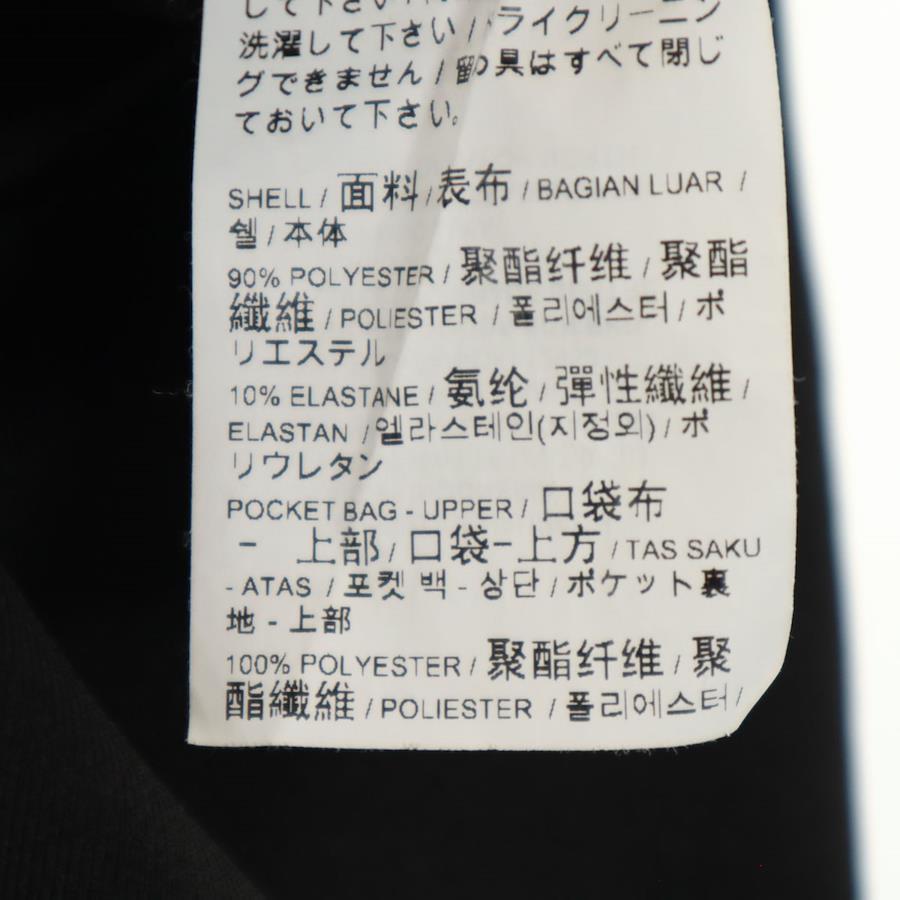 して下さい
洗濯して下さい / ドライクリーニン
グできません / 留め具はすべて閉じ
ておいて下さい。
SHELL / 面料 / 表布 / BAGIAN LUAR /
쉘 / 本体
90% POLYESTER / 聚酯纤维 / 聚酯
纖維 / POLIESTER / 폴리에스터 / ポ
リエステル
10% ELASTANE / 氨纶 / 彈性纖維 /
ELASTAN / 엘라스테인(지정외) / ポ
リウレタン
POCKET BAG - UPPER / 口袋布
- 上部 / 口袋-上方 / TAS SAKU
- ATAS / 포켓 백 - 상단 / ポケット裏
地 - 上部
100% POLYESTER / 聚酯纤维 / 聚
酯纖維 / POLIESTER / 폴리에스터 /